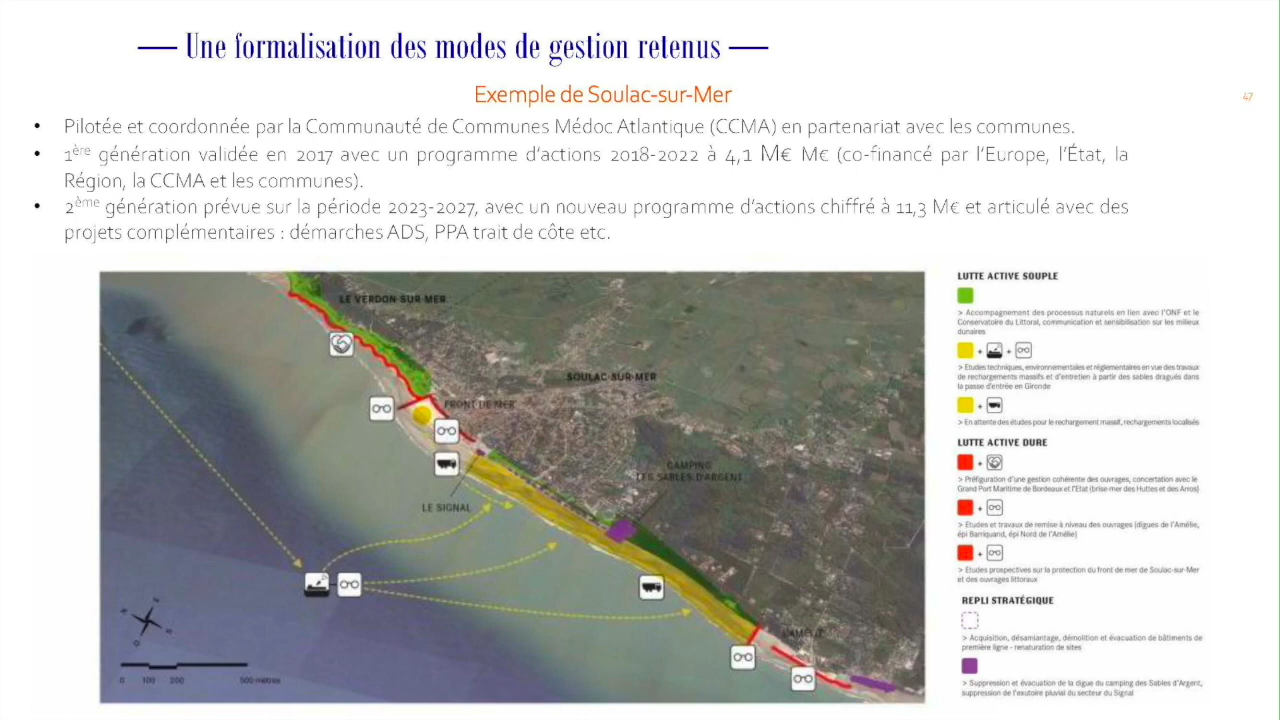 Une formalisation des modes de gestion retenus
Exemple de Soulac-sur-Mer
47
• Pilotée et coordonnée par la Communauté de Communes Médoc Atlantique (CCMA) en partenariat avec les communes.
• 1ère génération validée en 2017 avec un programme d'actions 2018-2022 à 4,1 M€ M€ (co-financé par l'Europe, l'État, la
Région, la CCMA et les communes).
• 2ème génération prévue sur la période 2023-2027, avec un nouveau programme d'actions chiffré à 11,3 M€ et articulé avec des
projets complémentaires : démarches ADS, PPA trait de côte etc.
LE VERDON-SUR-MER
SOULAC-SUR-MER
FRONT DE MER
CAMPING
LES SABLES D'ARGENT
LE SIGNAL
L'AMÉLIE
0 100 200 500 mètres
LUTTE ACTIVE SOUPLE
> Accompagnement des processus naturels en lien avec l'ONF et le
Conservatoire du Littoral, communication et sensibilisation sur les milieux
dunaires
+ +
> Etudes techniques, environnementales et réglementaires en vue des travaux
de rechargements massifs et d'entretien à partir des sables dragués dans
la passe d'entrée en Gironde
+
> En attente des études pour le rechargement massif, rechargements localisés
LUTTE ACTIVE DURE
+
> Préfiguration d'une gestion cohérente des ouvrages, concertation avec le
Grand Port Maritime de Bordeaux et l'Etat (brise-mer des Huttes et des Arros)
+
> Etudes et travaux de remise à niveau des ouvrages (digues de l'Amélie,
épi Barriquand, épi Nord de l'Amélie)
+
> Etudes prospectives sur la protection du front de mer de Soulac-sur-Mer
et des ouvrages littoraux
REPLI STRATÉGIQUE
> Acquisition, désamiantage, démolition et évacuation de bâtiments de
première ligne - renaturation de sites
> Suppression et évacuation de la digue du camping des Sables d'Argent,
suppression de l'exutoire pluvial du secteur du Signal